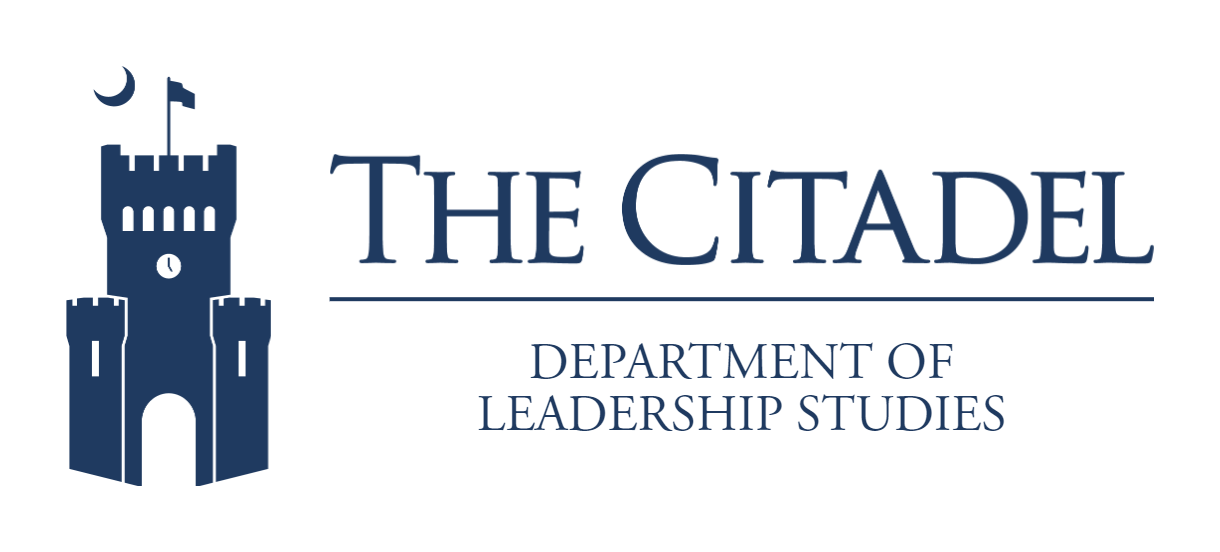 THE CITADEL
DEPARTMENT OF
LEADERSHIP STUDIES